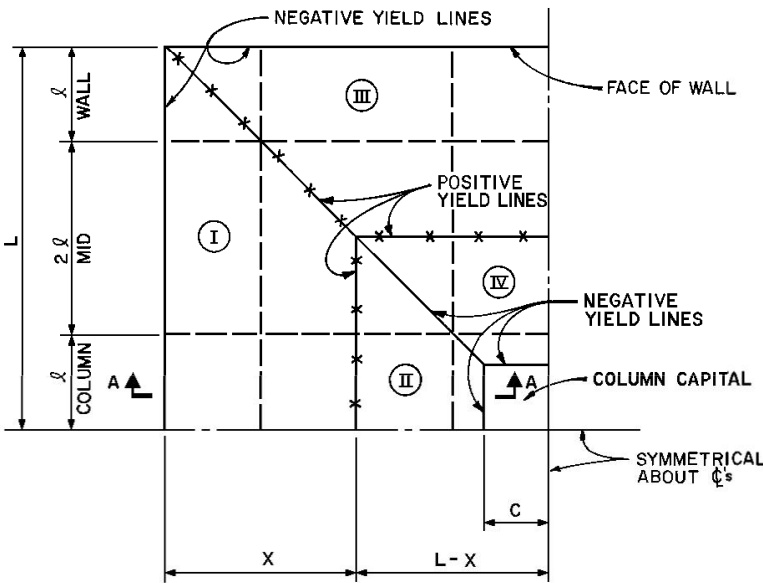 NEGATIVE YIELD LINES
ℓ
WALL
III
FACE OF WALL
POSITIVE
YIELD LINES
L
2ℓ
MID
I
IV
NEGATIVE
YIELD LINES
ℓ
COLUMN
A
II
A
COLUMN CAPITAL
SYMMETRICAL
ABOUT ℄'s
C
X
L-X